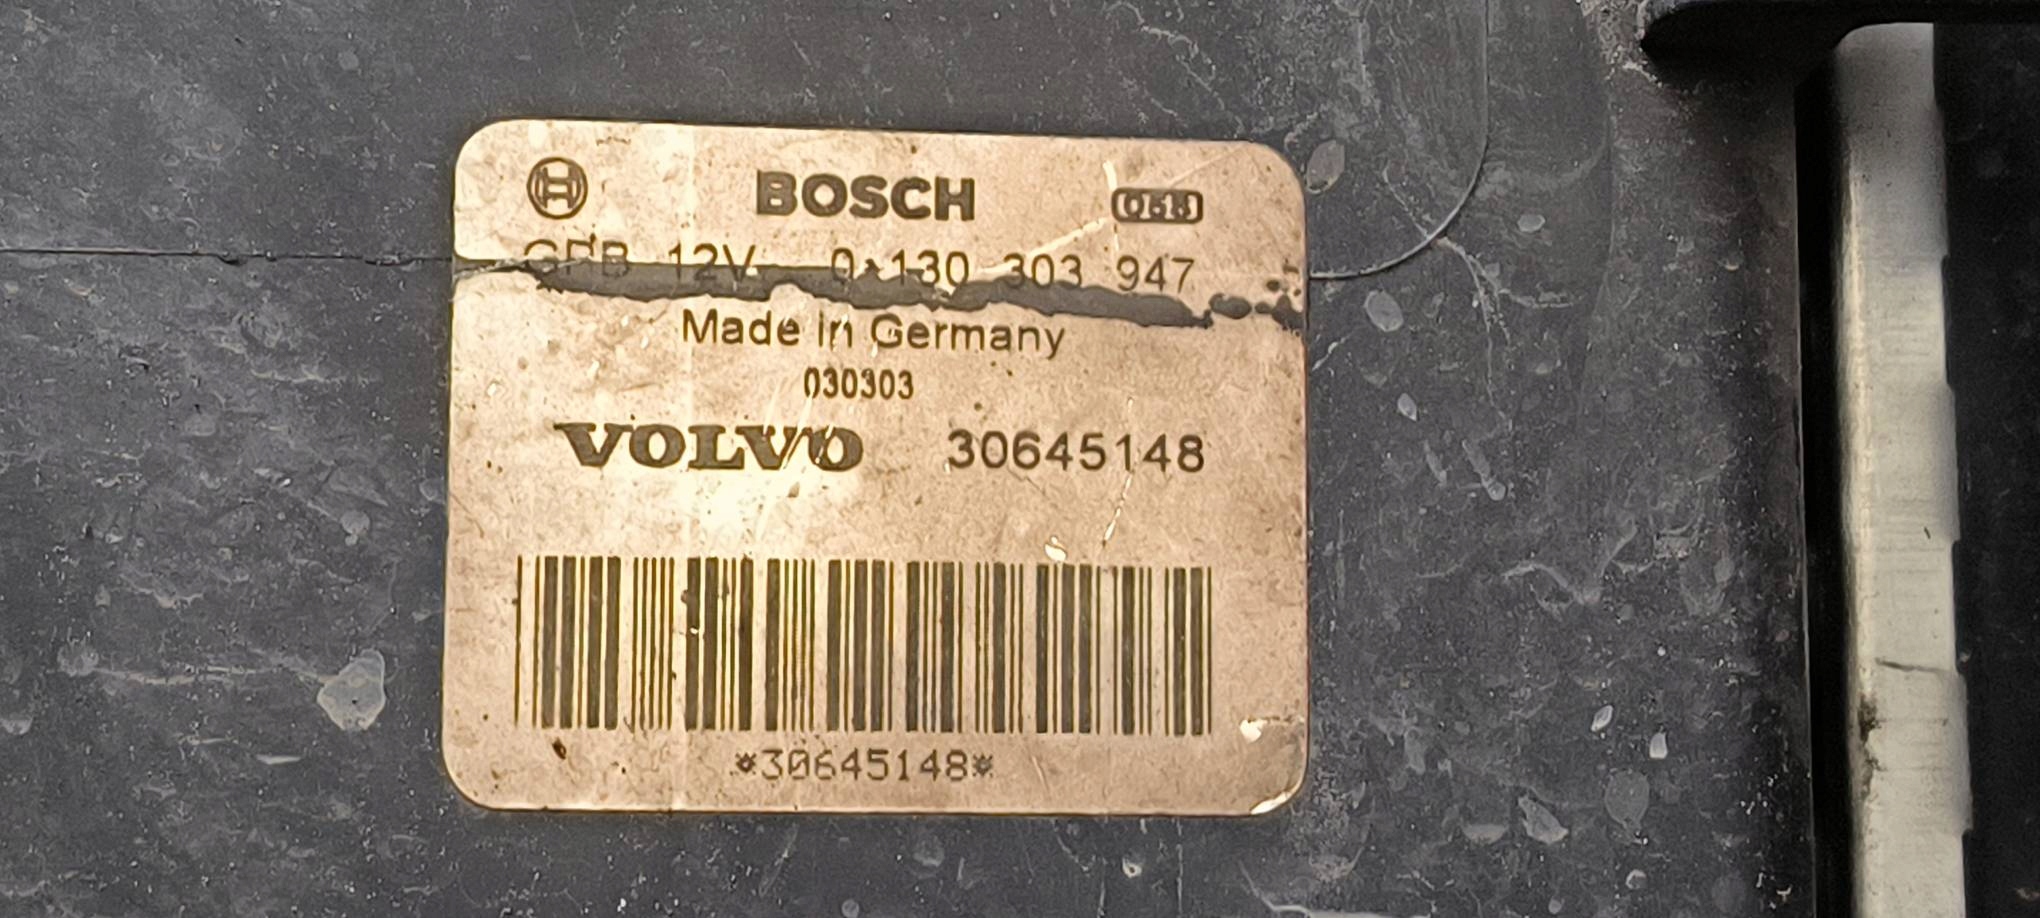 BOSCH
GPB 12V 0 130 303 947
Made in Germany
030303
VOLVO 30645148
*30645148*